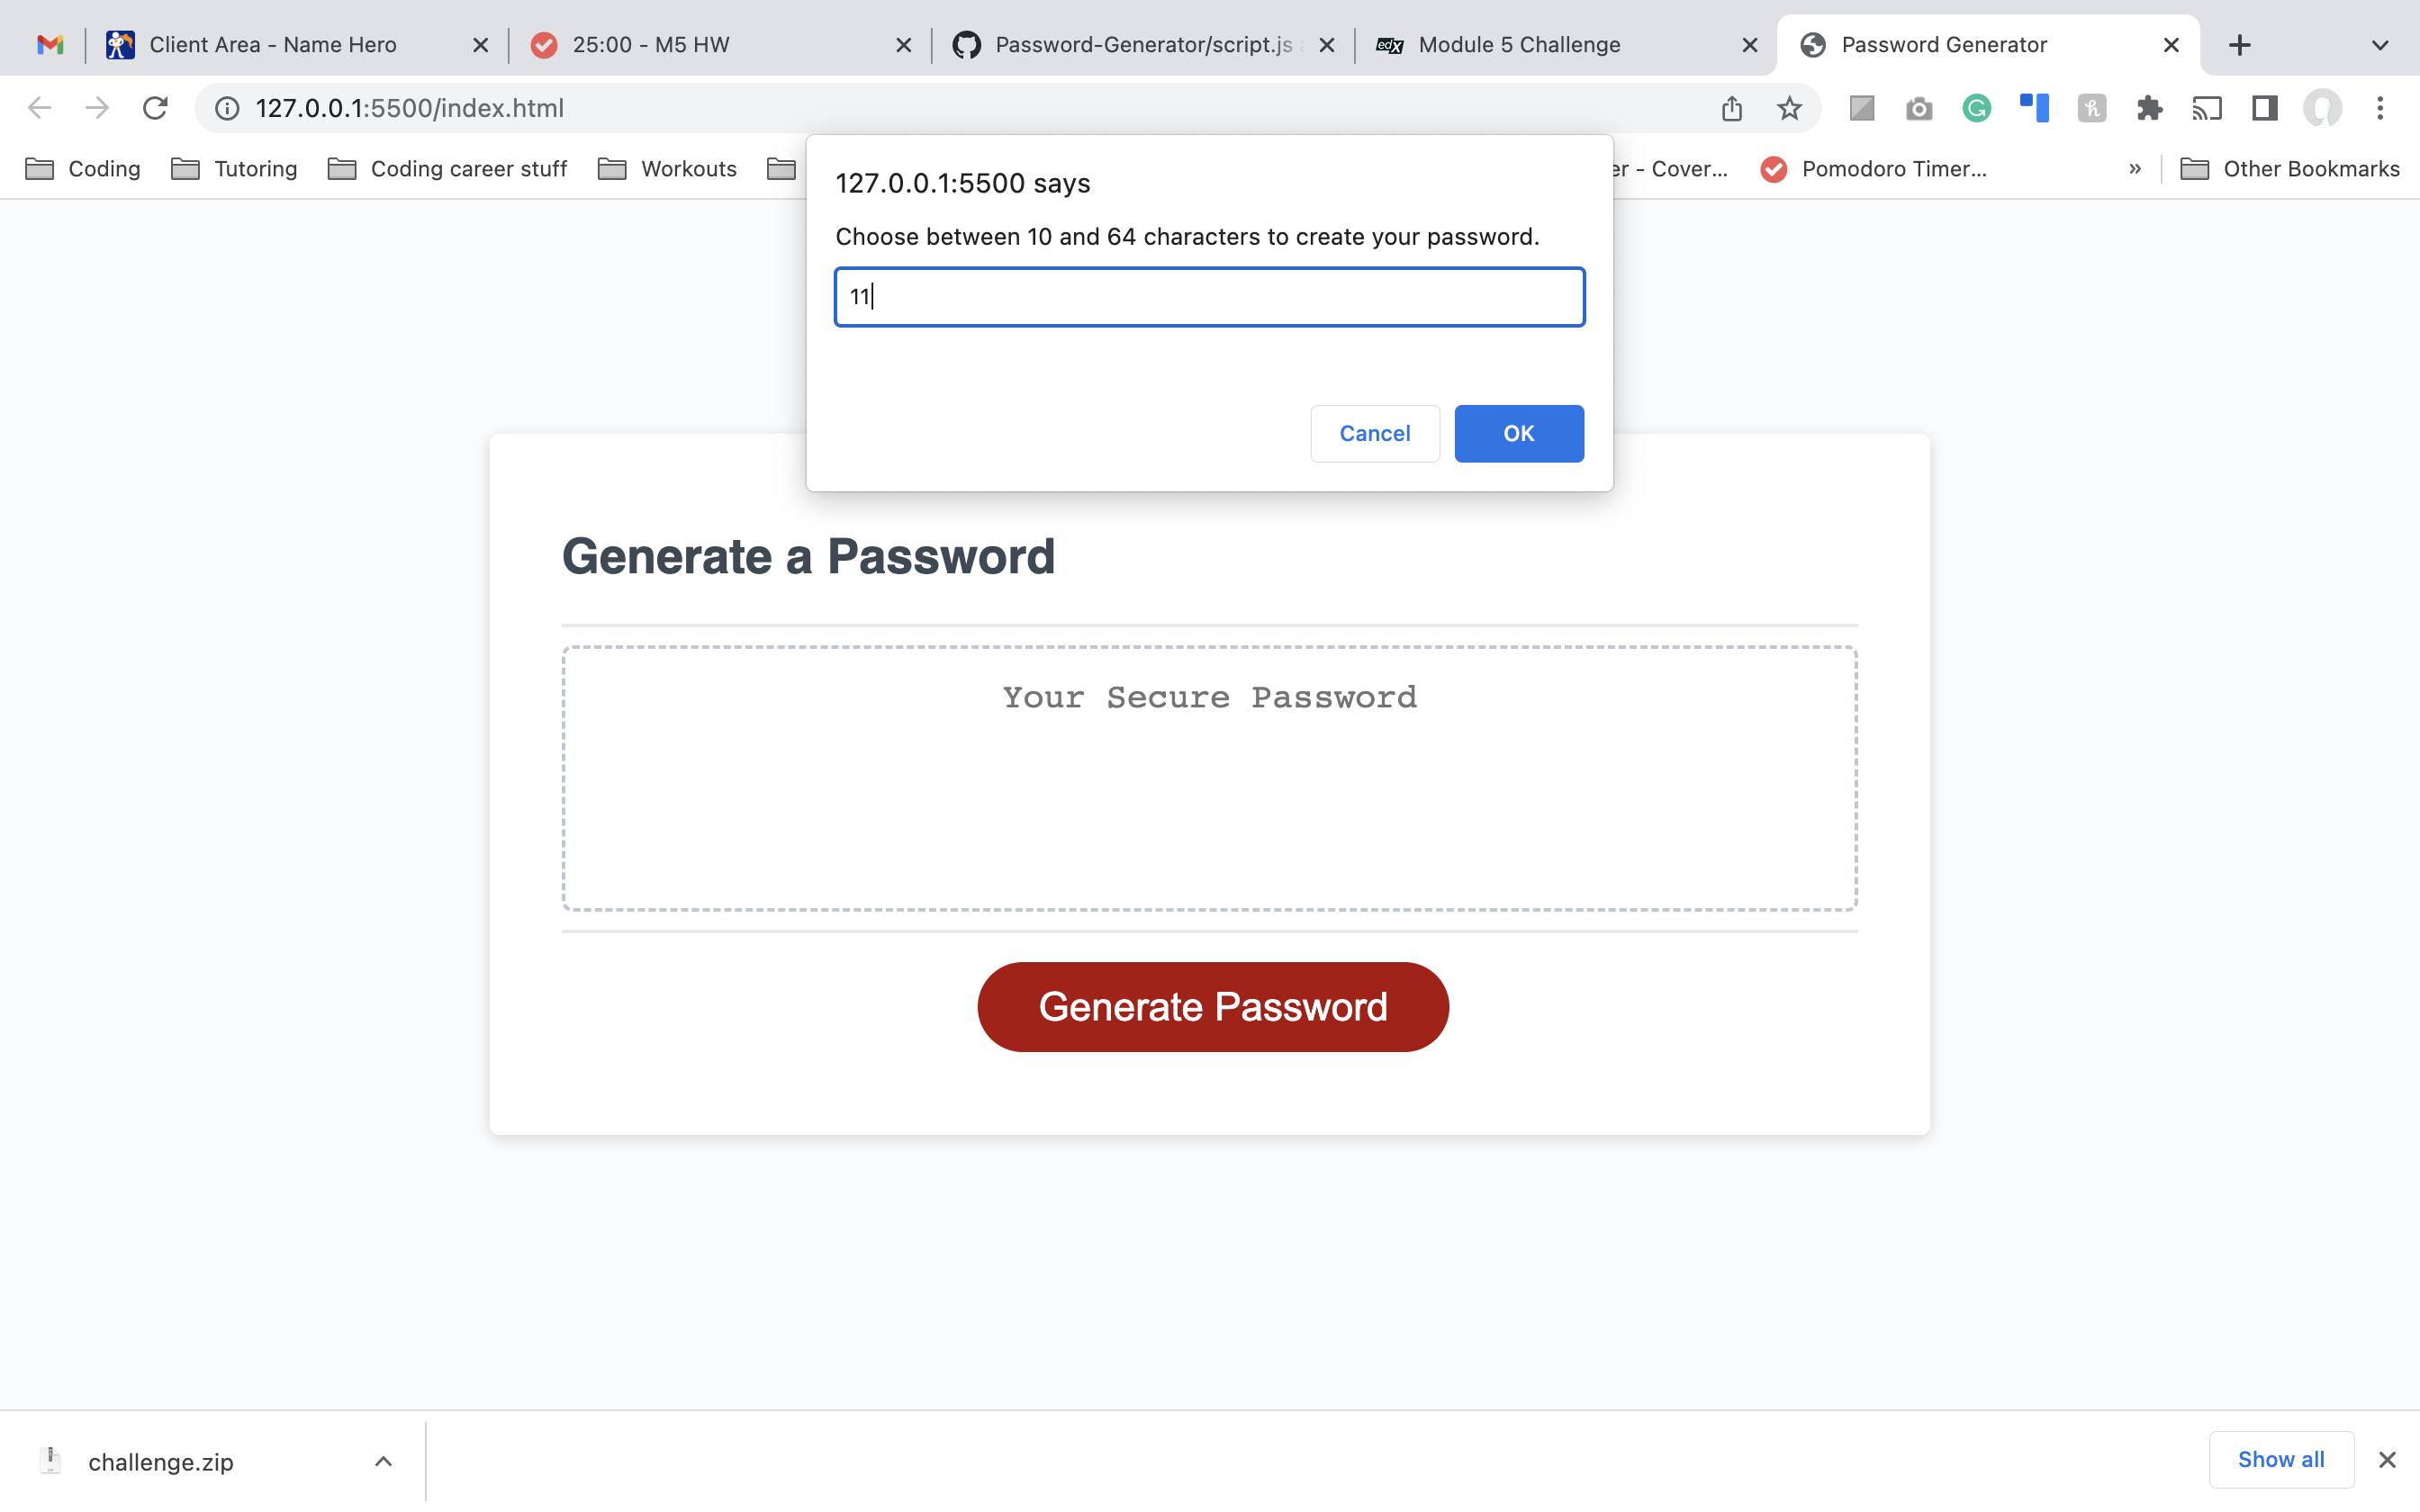 Client Area - Name Hero
25:00 - M5 HW
Password-Generator/script.js
edX
Module 5 Challenge
Password Generator
127.0.0.1:5500/index.html
Coding
Tutoring
Coding career stuff
Workouts
er - Cover...
Pomodoro Timer...
»
Other Bookmarks
127.0.0.1:5500 says
Choose between 10 and 64 characters to create your password.
11
Cancel
OK
Generate a Password
Your Secure Password
Generate Password
challenge.zip
Show all